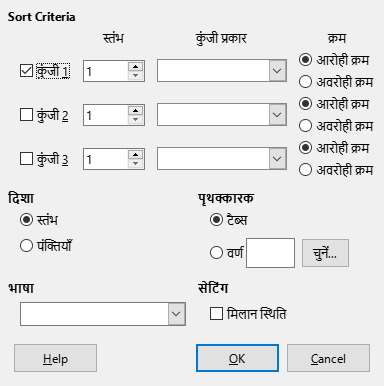 Sort Criteria
स्तंभ कुंजी प्रकार क्रम
कुंजी 1 1 आरोही क्रम
अवरोही क्रम
कुंजी 2 1 आरोही क्रम
अवरोही क्रम
कुंजी 3 1 आरोही क्रम
अवरोही क्रम
दिशा पृथक्कारक
स्तंभ टैब्स
पंक्तियाँ वर्ण चुनें...
भाषा सेटिंग
मिलान स्थिति
Help OK Cancel